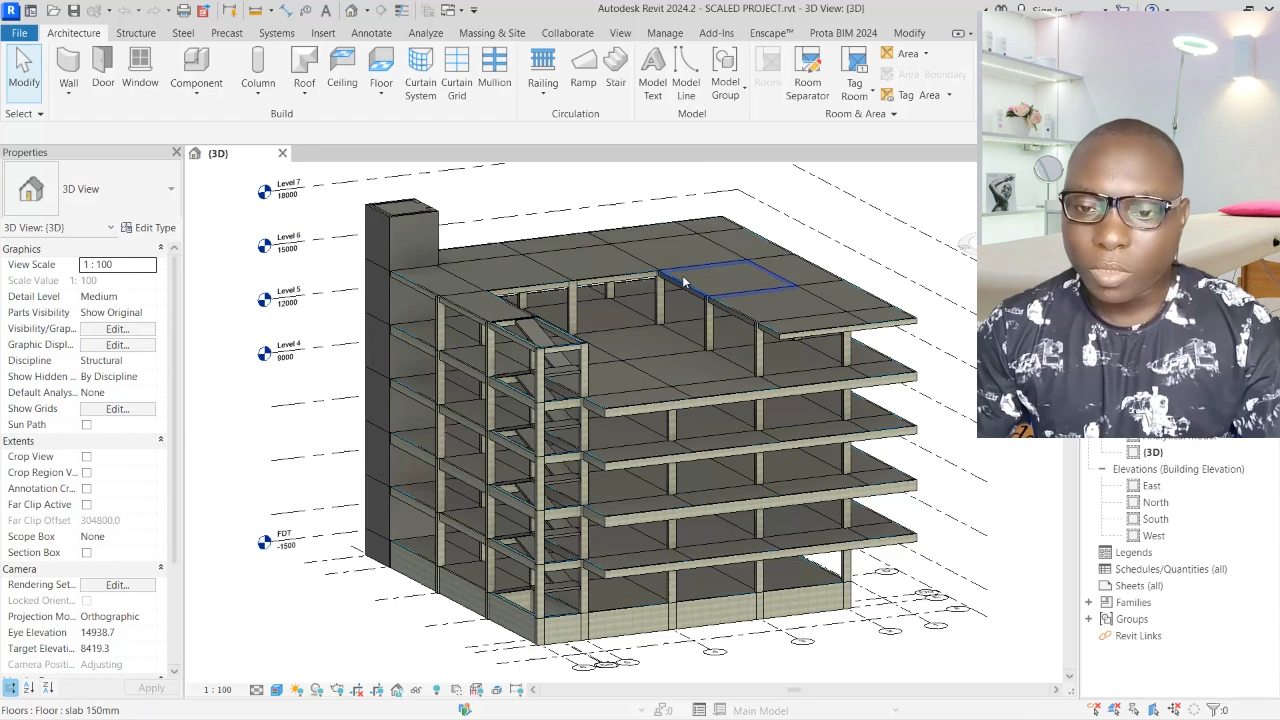 Autodesk Revit 2024.2 - SCALED PROJECT.rvt - 3D View: {3D}
File Architecture Structure Steel Precast Systems Insert Annotate Analyze Massing & Site Collaborate View Manage Add-Ins Enscape™ Prota BIM 2024 Modify
Modify Wall Door Window Component Column Roof Ceiling Floor Curtain System Curtain Grid Mullion Railing Ramp Stair Model Text Model Line Model Group Room Room Separator Tag Room Area Area Boundary Tag Area
Select Build Circulation Model Room & Area
Properties
{3D}
3D View
3D View: {3D} Edit Type
Graphics
View Scale 1 : 100
Scale Value 1: 100
Detail Level Medium
Parts Visibility Show Original
Visibility/Grap... Edit...
Graphic Displ... Edit...
Discipline Structural
Show Hidden ... By Discipline
Default Analys... None
Show Grids Edit...
Sun Path
Extents
Crop View
Crop Region V...
Annotation Cr...
Far Clip Active
Far Clip Offset 304800.0
Scope Box None
Section Box
Camera
Rendering Set... Edit...
Locked Orient...
Projection Mo... Orthographic
Eye Elevation 14938.7
Target Elevati... 8419.3
Camera Positi... Adjusting
Apply
Level 7
18000
Level 6
15000
Level 5
12000
Level 4
9000
FDT
-1500
{3D}
Elevations (Building Elevation)
East
North
South
West
Legends
Schedules/Quantities (all)
Sheets (all)
Families
Groups
Revit Links
1 : 100
Floors : Floor : slab 150mm
:0
Main Model
:0